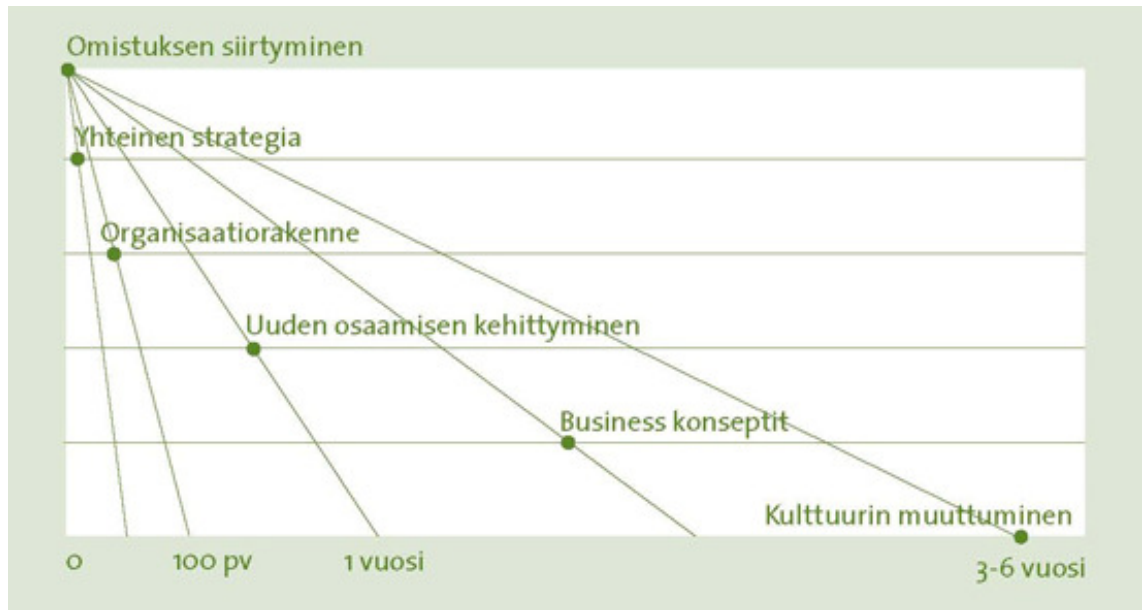 Omistuksen siirtyminen
Yhteinen strategia
Organisaatiorakenne
Uuden osaamisen kehittyminen
Business konseptit
Kulttuurin muuttuminen
0 100 pv 1 vuosi 3-6 vuosi